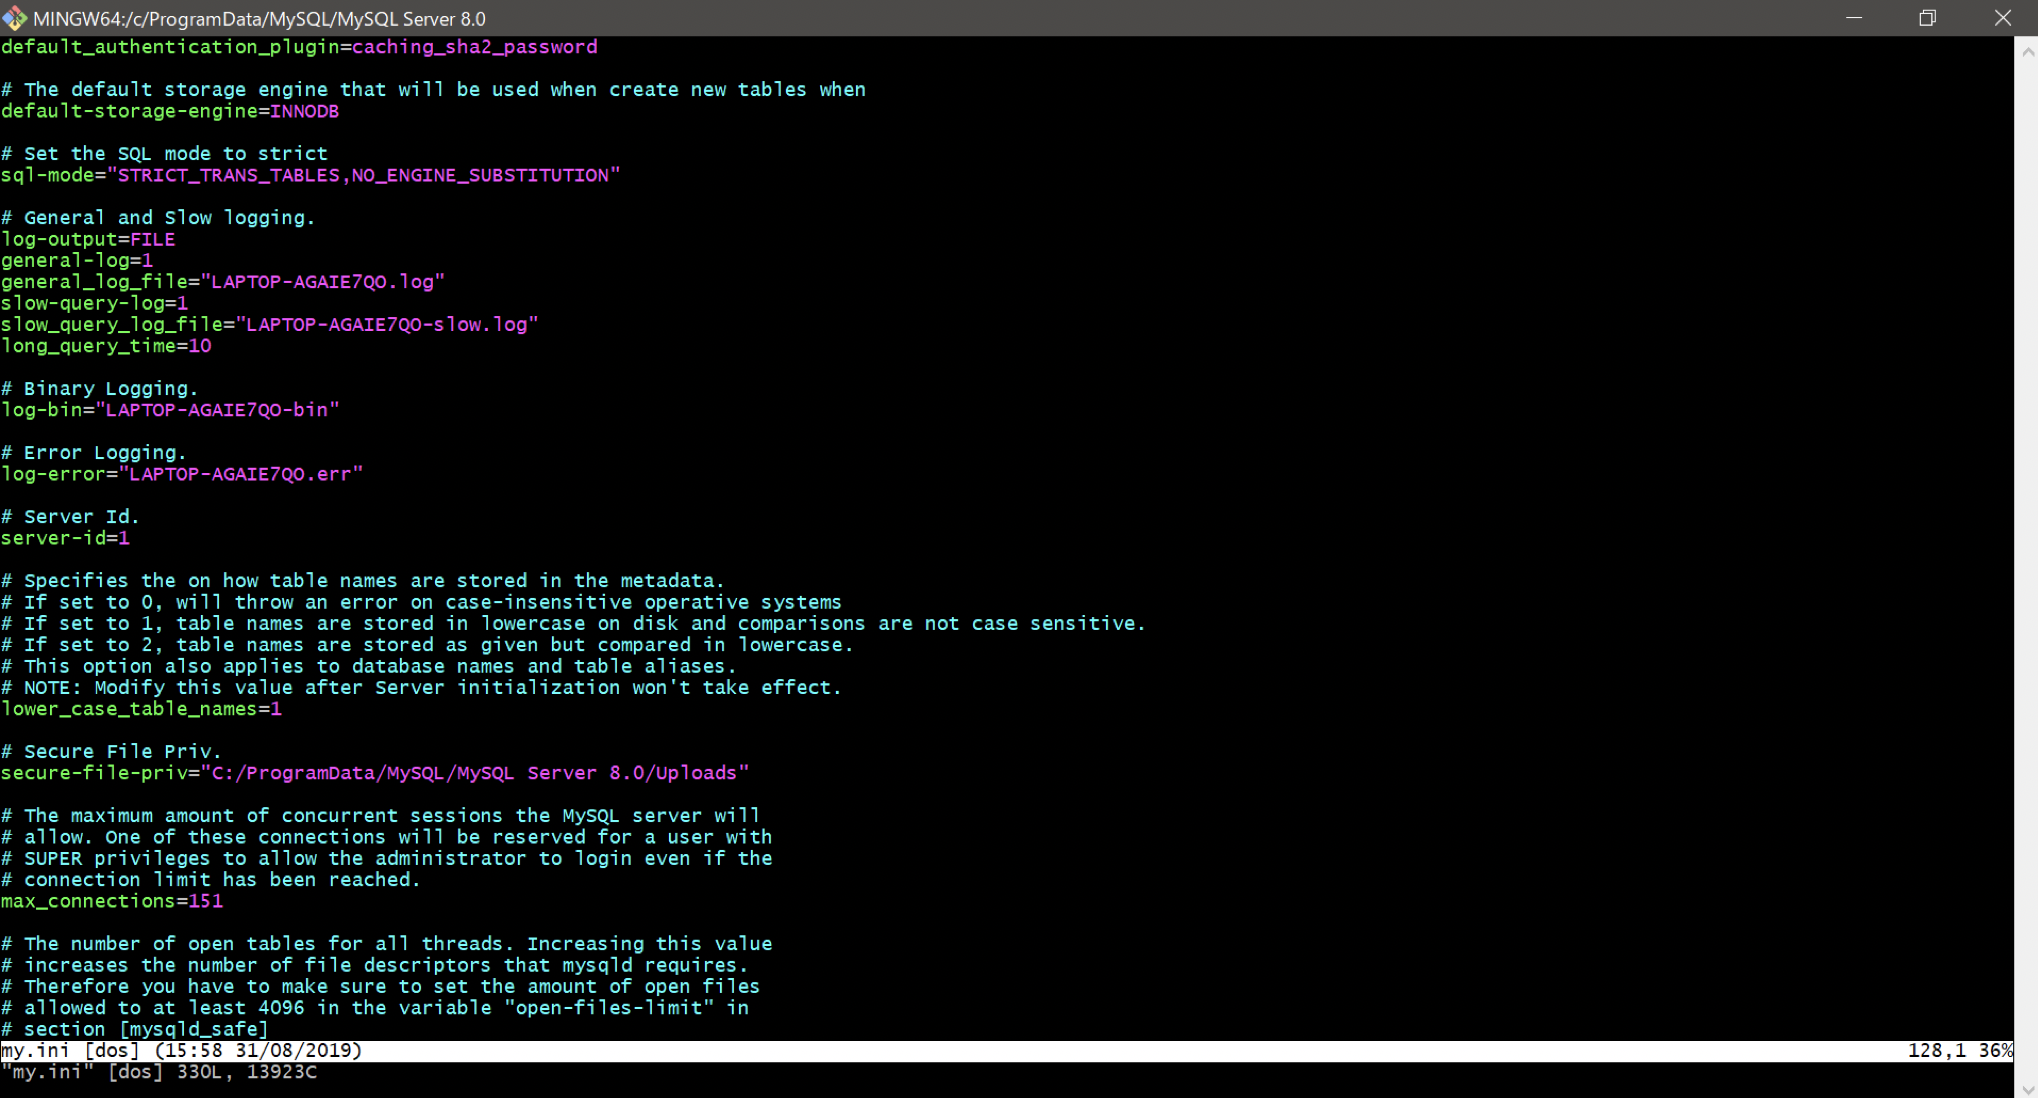 MINGW64:/c/ProgramData/MySQL/MySQL Server 8.0
default_authentication_plugin=caching_sha2_password
# The default storage engine that will be used when create new tables when
default-storage-engine=INNODB
# Set the SQL mode to strict
sql-mode="STRICT_TRANS_TABLES,NO_ENGINE_SUBSTITUTION"
# General and Slow logging.
log-output=FILE
general-log=1
general_log_file="LAPTOP-AGAIE7QO.log"
slow-query-log=1
slow_query_log_file="LAPTOP-AGAIE7QO-slow.log"
long_query_time=10
# Binary Logging.
log-bin="LAPTOP-AGAIE7QO-bin"
# Error Logging.
log-error="LAPTOP-AGAIE7QO.err"
# Server Id.
server-id=1
# Specifies the on how table names are stored in the metadata.
# If set to 0, will throw an error on case-insensitive operative systems
# If set to 1, table names are stored in lowercase on disk and comparisons are not case sensitive.
# If set to 2, table names are stored as given but compared in lowercase.
# This option also applies to database names and table aliases.
# NOTE: Modify this value after Server initialization won't take effect.
lower_case_table_names=1
# Secure File Priv.
secure-file-priv="C:/ProgramData/MySQL/MySQL Server 8.0/Uploads"
# The maximum amount of concurrent sessions the MySQL server will
# allow. One of these connections will be reserved for a user with
# SUPER privileges to allow the administrator to login even if the
# connection limit has been reached.
max_connections=151
# The number of open tables for all threads. Increasing this value
# increases the number of file descriptors that mysqld requires.
# Therefore you have to make sure to set the amount of open files
# allowed to at least 4096 in the variable "open-files-limit" in
# section [mysqld_safe]
my.ini [dos] (15:58 31/08/2019) 128,1 36%
"my.ini" [dos] 330L, 13923C